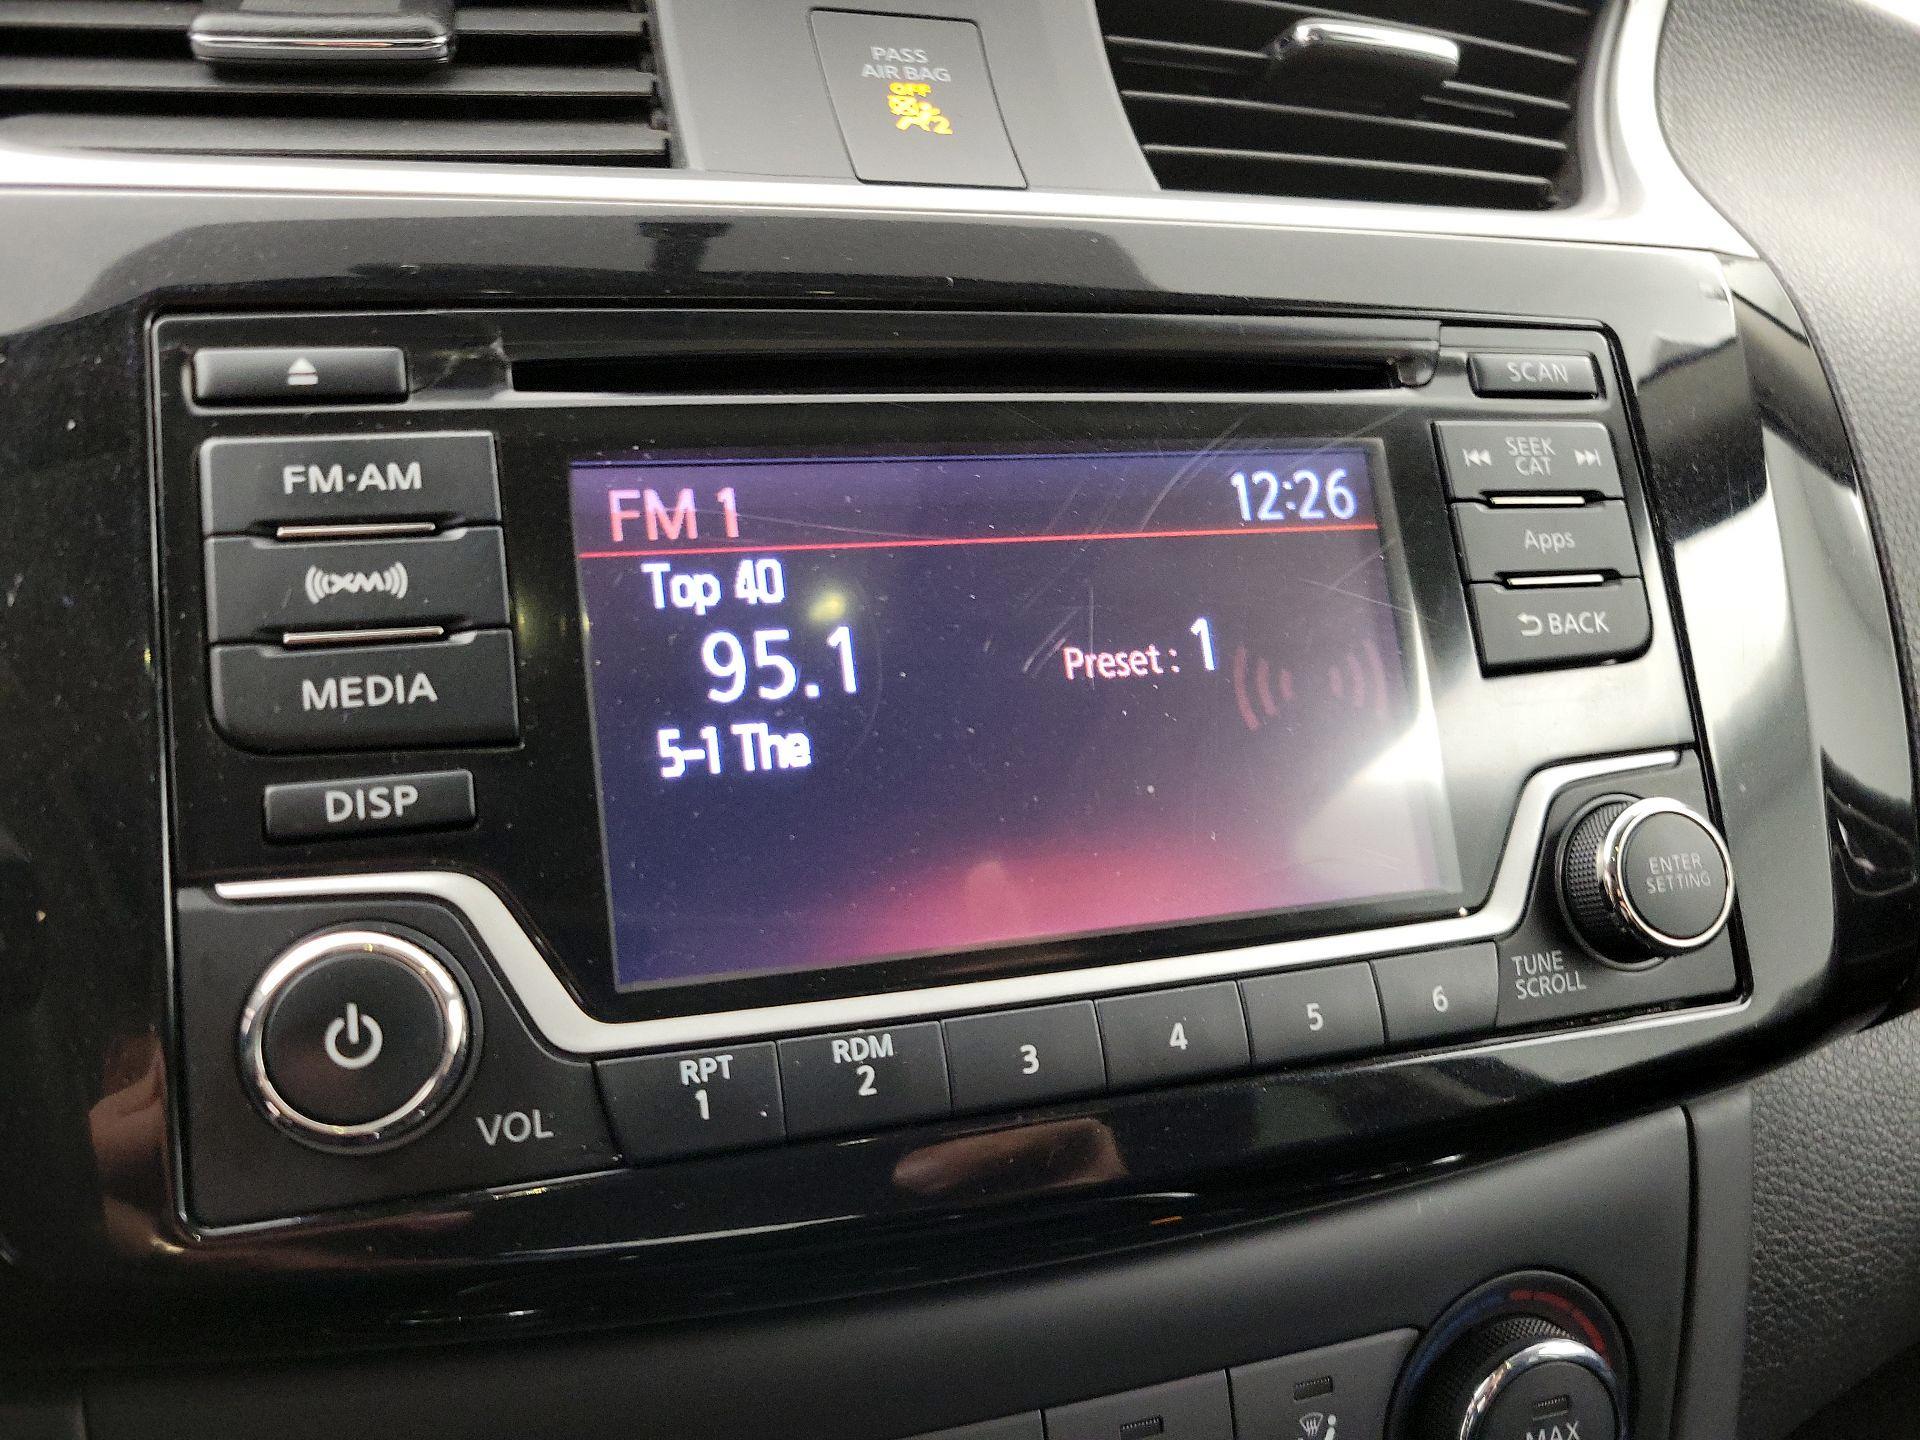 PASS
AIR BAG
OFF
2
SCAN
FM·AM
SEEK
CAT
XM
Apps
MEDIA
BACK
DISP
FM 1
12:26
Top 40
95.1
Preset : 1
5-1 The
ENTER
SETTING
TUNE
SCROLL
VOL
RPT
1
RDM
2
3
4
5
6
MAX